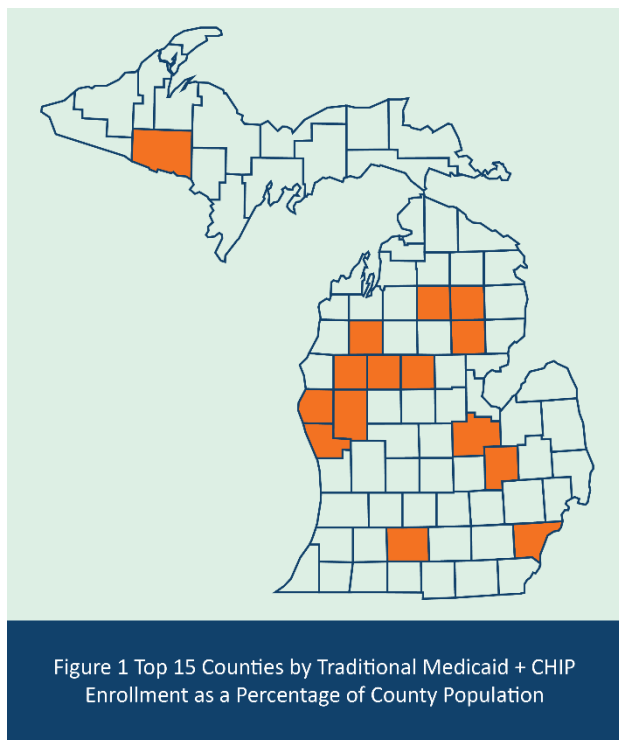 Figure 1 Top 15 Counties by Traditional Medicaid + CHIP
Enrollment as a Percentage of County Population